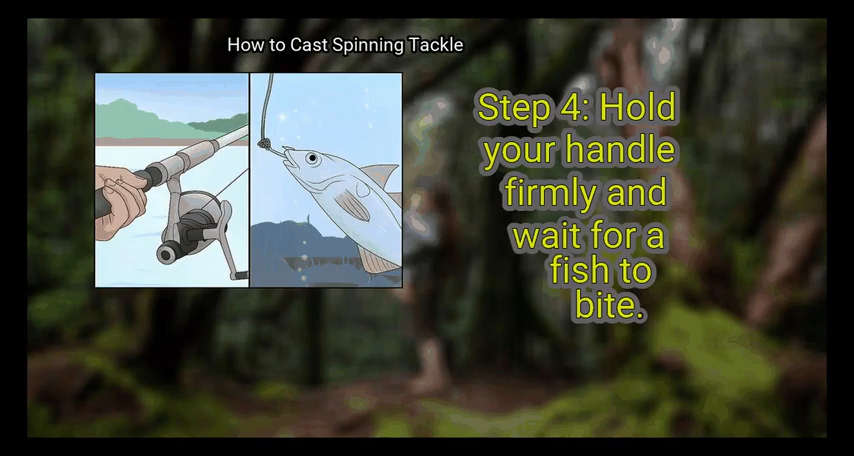 How to Cast Spinning Tackle
Step 4: Hold
your handle
firmly and
wait for a
fish to
bite.